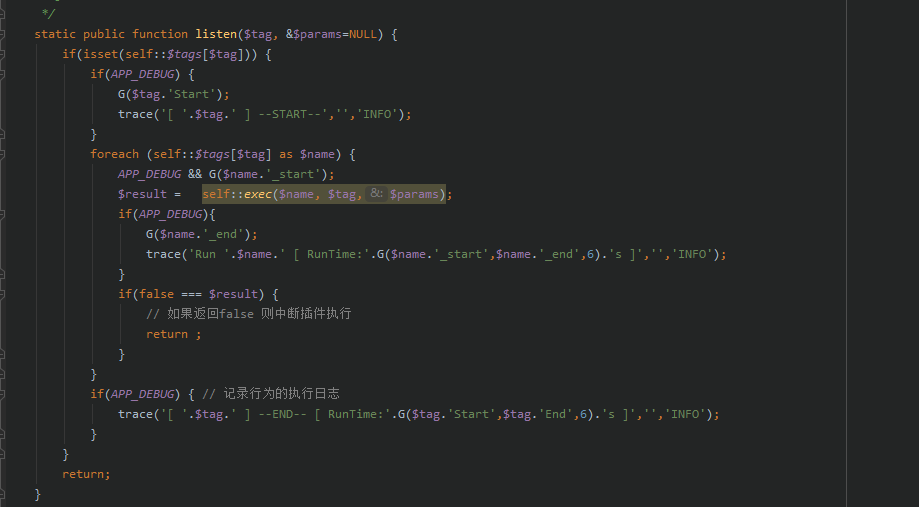 */
static public function listen($tag, &$params=NULL) {
if(isset(self::$tags[$tag])) {
if(APP_DEBUG) {
G($tag.'Start');
trace('[ '.$tag.' ] --START--','','INFO');
}
foreach (self::$tags[$tag] as $name) {
APP_DEBUG && G($name.'_start');
$result =   self::exec($name, $tag, &: $params);
if(APP_DEBUG){
G($name.'_end');
trace('Run '.$name.' [ RunTime:'.G($name.'_start',$name.'_end',6).'s ]','','INFO');
}
if(false === $result) {
// 如果返回false 则中断插件执行
return ;
}
}
if(APP_DEBUG) { // 记录行为的执行日志
trace('[ '.$tag.' ] --END-- [ RunTime:'.G($tag.'Start',$tag.'End',6).'s ]','','INFO');
}
}
return;
}